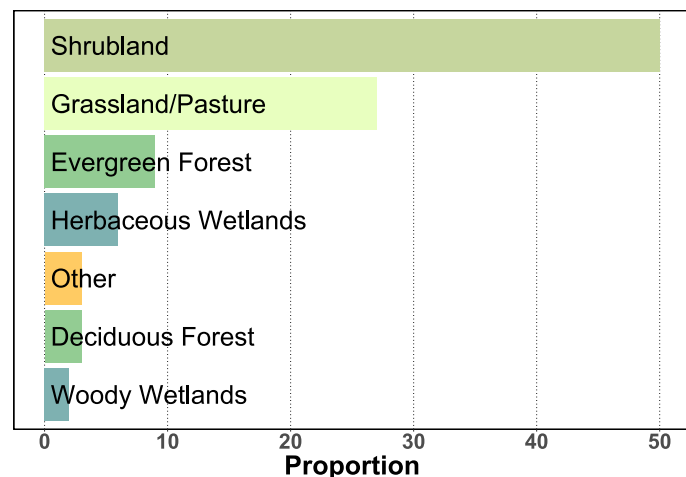 Shrubland
Grassland/Pasture
Evergreen Forest
Herbaceous Wetlands
Other
Deciduous Forest
Woody Wetlands
0 10 20 30 40 50
Proportion